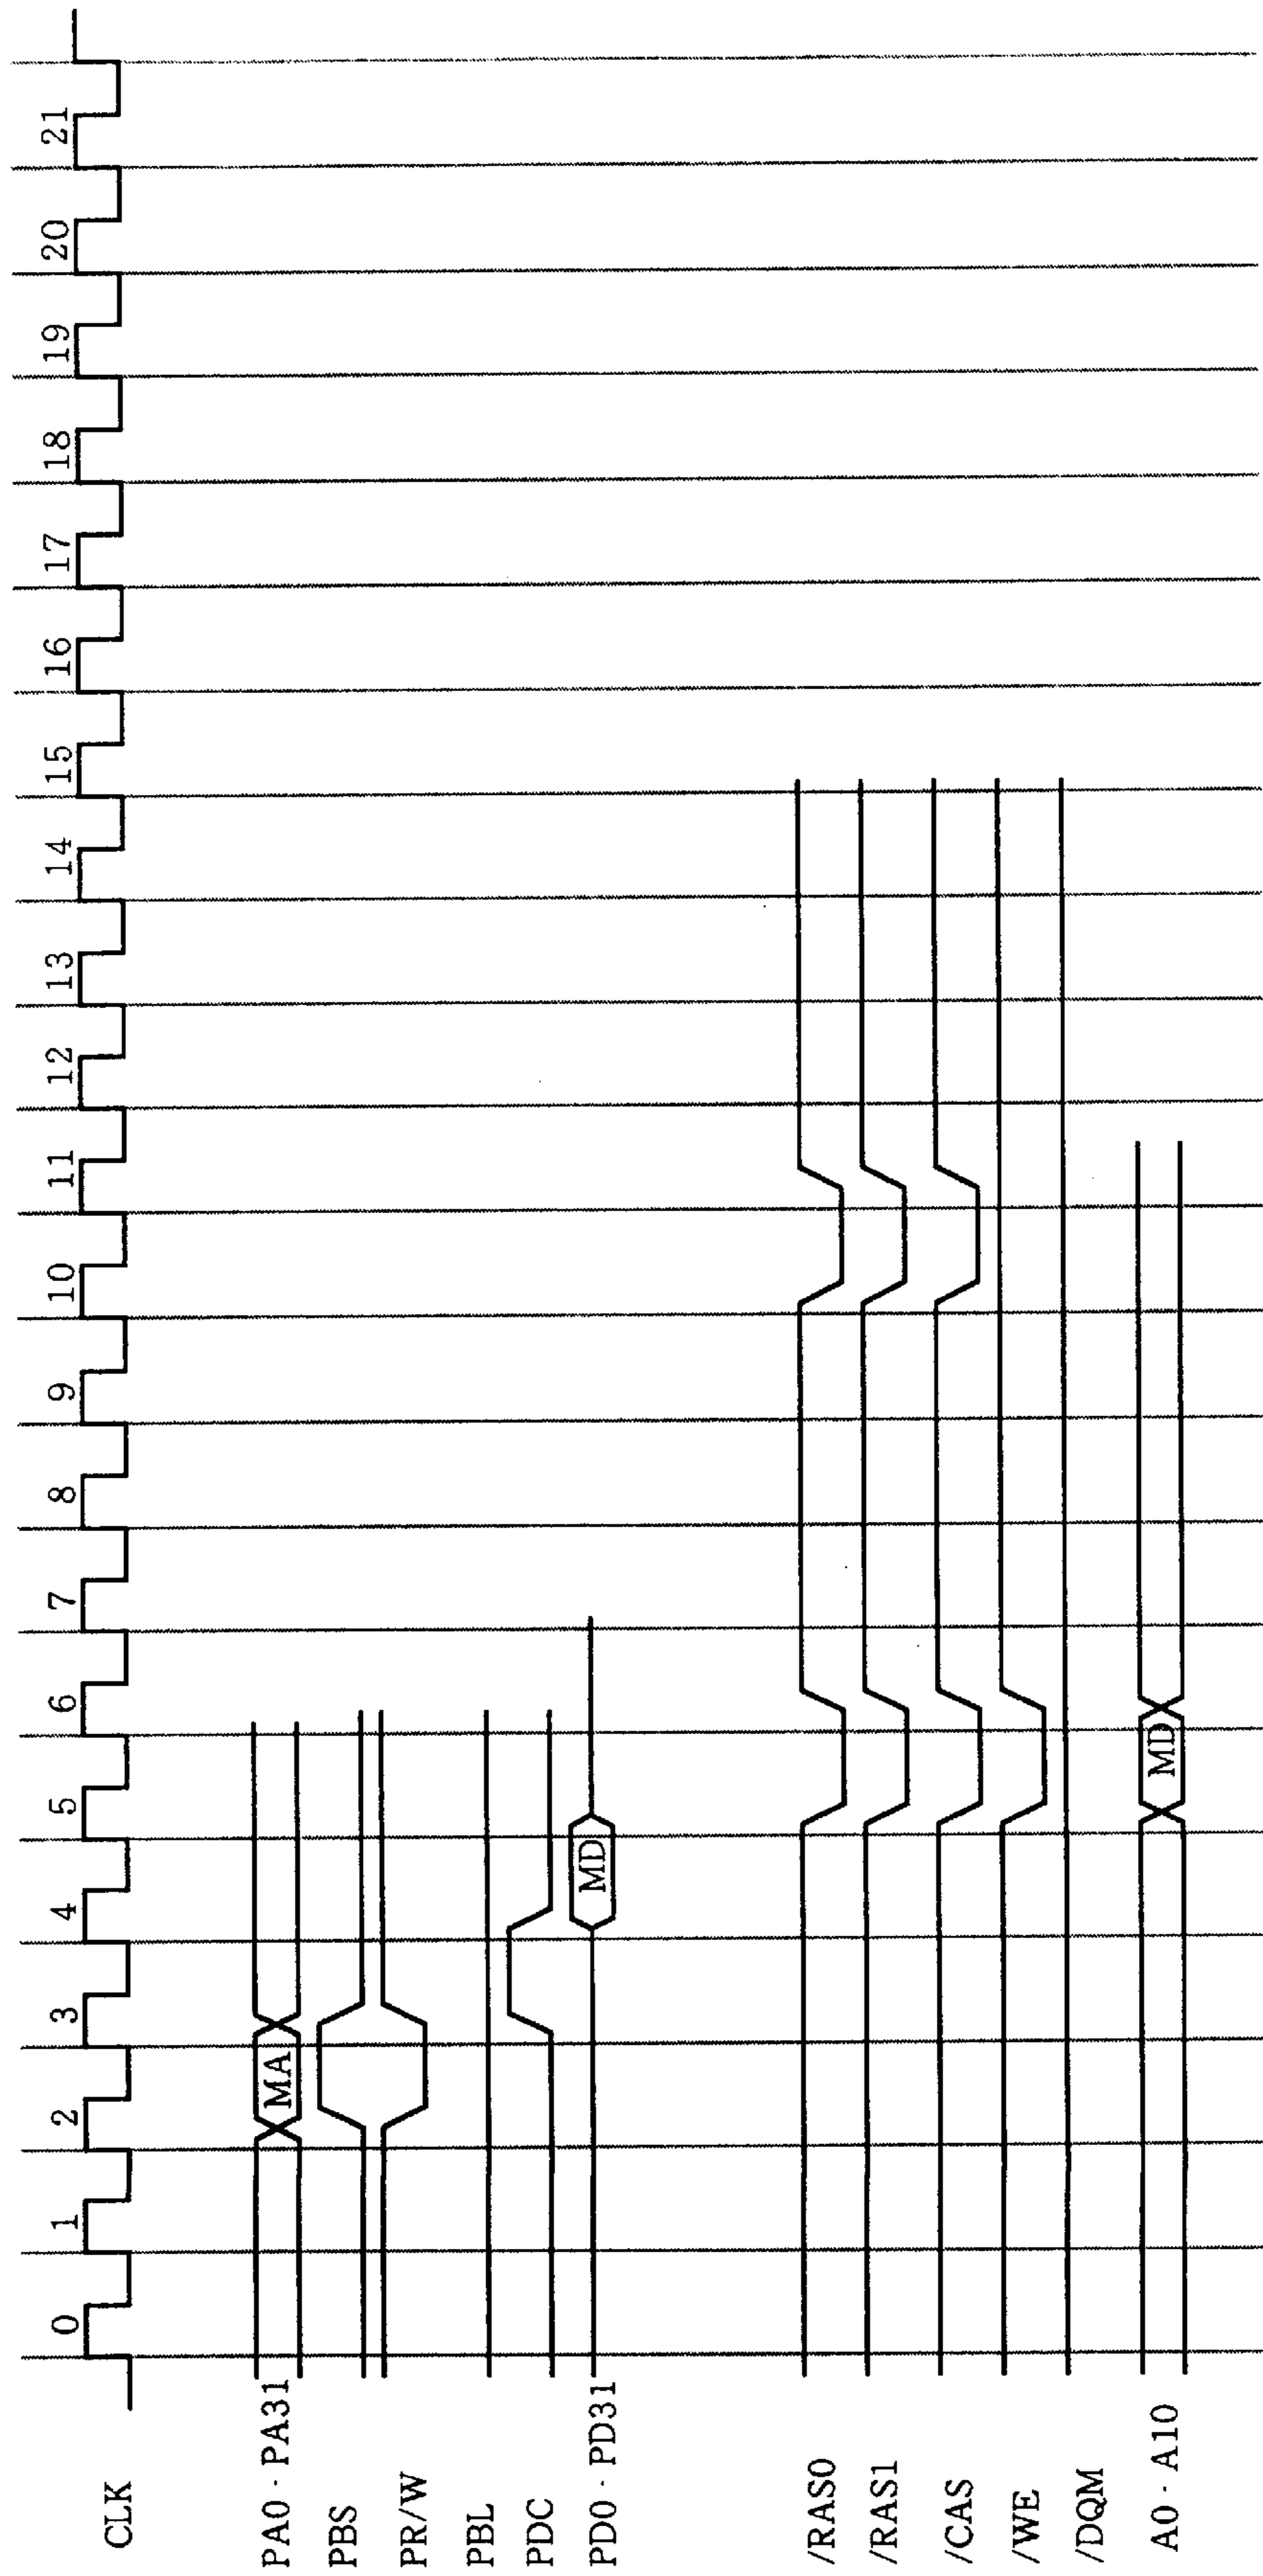 0 1 2 3 4 5 6 7 8 9 10 11 12 13 14 15 16 17 18 19 20 21
CLK
PA0 - PA31 MA
PBS
PR/W
PBL
PDC
PD0 - PD31 MD
/RAS0
/RAS1
/CAS
/WE
/DQM
A0 - A10 MD